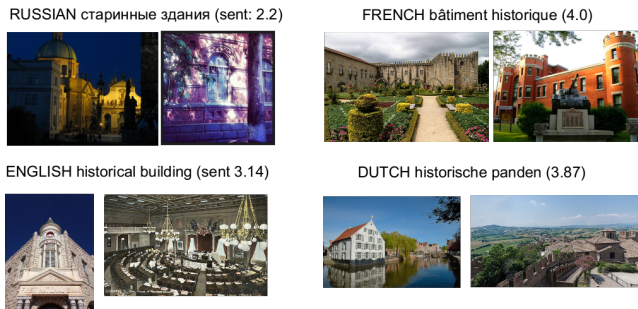 RUSSIAN старинные здания (sent: 2.2)
FRENCH bâtiment historique (4.0)
ENGLISH historical building (sent 3.14)
DUTCH historische panden (3.87)